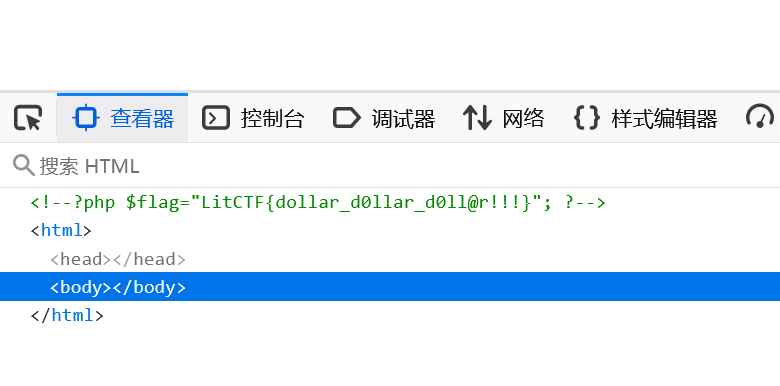 查看器 控制台 调试器 网络 样式编辑器
搜索 HTML
<!--?php $flag="LitCTF{dollar_d0llar_d0ll@r!!!}"; ?-->
<html>
<head></head>
<body></body>
</html>